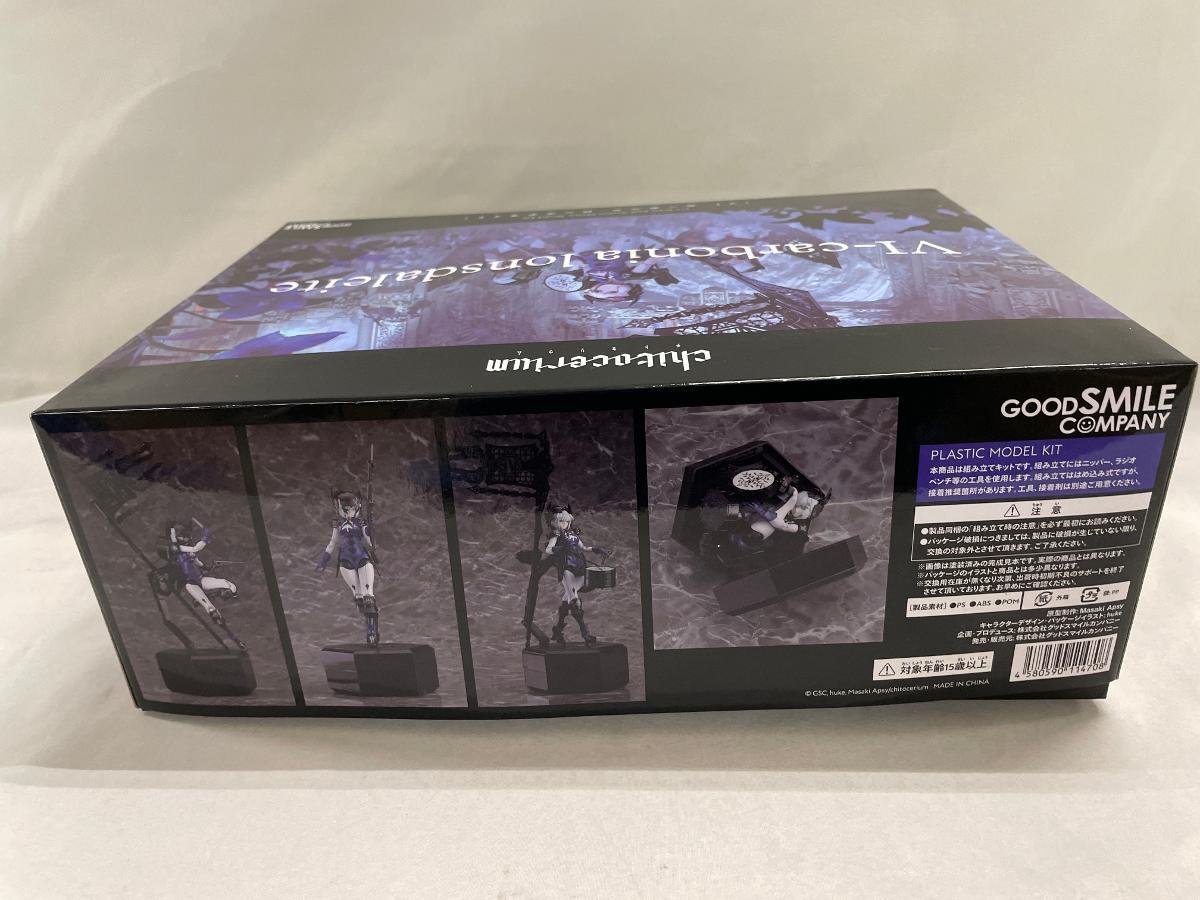 VI-carbonia lonsdaleite
chitocerium
GOOD SMILE
COMPANY
PLASTIC MODEL KIT
本商品は組み立てキットです。組み立てにはニッパー、ラジオ
ペンチ等の工具を使用します。組み立てははめ込み式ですが、
接着推奨箇所があります。工具、接着剤は別途ご用意ください。
注意
●製品同梱の「組み立て時の注意」を必ず最初にお読みください。
●パッケージ破損につきましては、製品に破損が生じていない限り、
交換の対象外とさせて頂きます。ご了承ください。
※画像は塗装済みの完成見本です。実際の商品とは異なります。
※パッケージのイラストと商品とは多少異なります。
※交換用在庫が無くなり次第、出荷時初期不良のサポートを終了
させて頂いております。お早めにご確認ください。
[製品素材] ●PS ●ABS ●POM
紙 外箱 プラ 袋:PP
原型制作: Masaki Apsy
キャラクターデザイン・パッケージイラスト: huke
企画・プロデュース: 株式会社グッドスマイルカンパニー
発売・販売元: 株式会社グッドスマイルカンパニー
対象年齢15歳以上
4 580590 114708
© GSC, huke, Masaki Apsy/chitocerium MADE IN CHINA